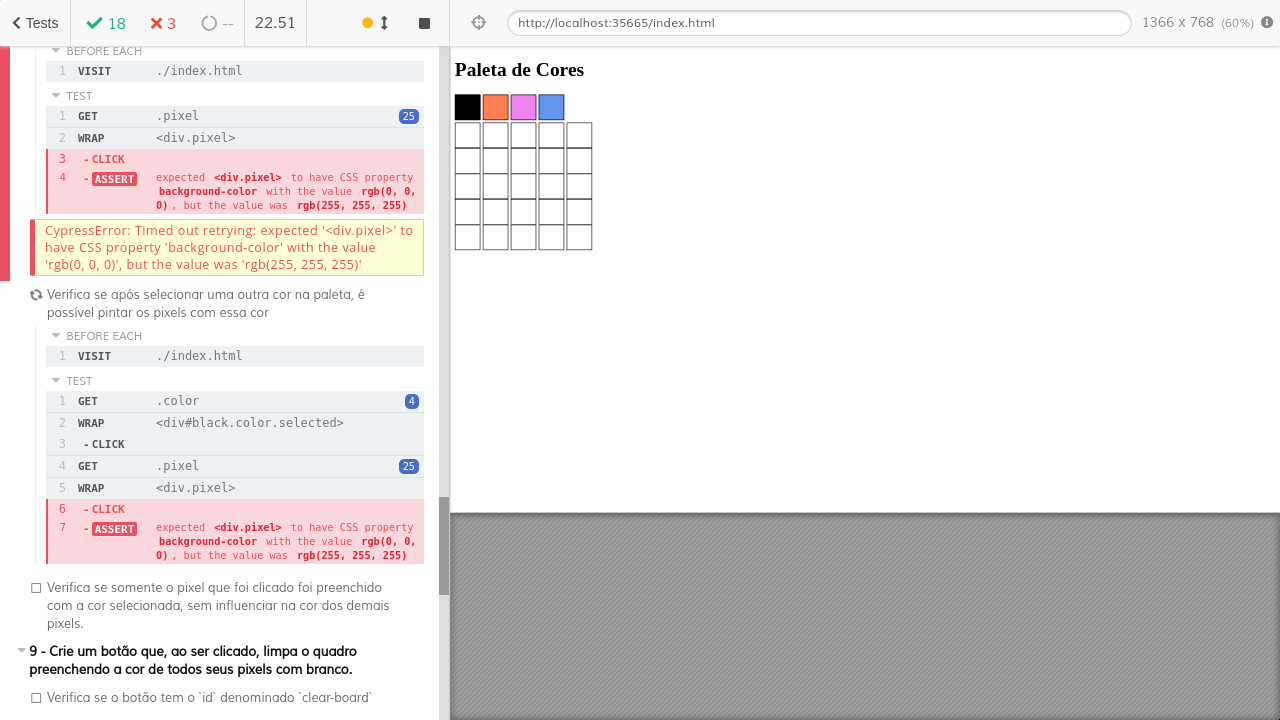 Tests 18 3 -- 22.51 http://localhost:35665/index.html 1366 x 768 (60%)
BEFORE EACH
1 VISIT ./index.html
TEST
1 GET .pixel 25
2 WRAP <div.pixel>
3 - CLICK
4 - ASSERT expected <div.pixel> to have CSS property
background-color with the value rgb(0, 0,
0), but the value was rgb(255, 255, 255)
CypressError: Timed out retrying: expected '<div.pixel>' to
have CSS property 'background-color' with the value
'rgb(0, 0, 0)', but the value was 'rgb(255, 255, 255)'
Verifica se após selecionar uma outra cor na paleta, é
possível pintar os pixels com essa cor
BEFORE EACH
1 VISIT ./index.html
TEST
1 GET .color 4
2 WRAP <div#black.color.selected>
3 - CLICK
4 GET .pixel 25
5 WRAP <div.pixel>
6 - CLICK
7 - ASSERT expected <div.pixel> to have CSS property
background-color with the value rgb(0, 0,
0), but the value was rgb(255, 255, 255)
Verifica se somente o pixel que foi clicado foi preenchido
com a cor selecionada, sem influenciar na cor dos demais
pixels.
9 - Crie um botão que, ao ser clicado, limpa o quadro
preenchendo a cor de todos seus pixels com branco.
Verifica se o botão tem o `id` denominado `clear-board`
Paleta de Cores